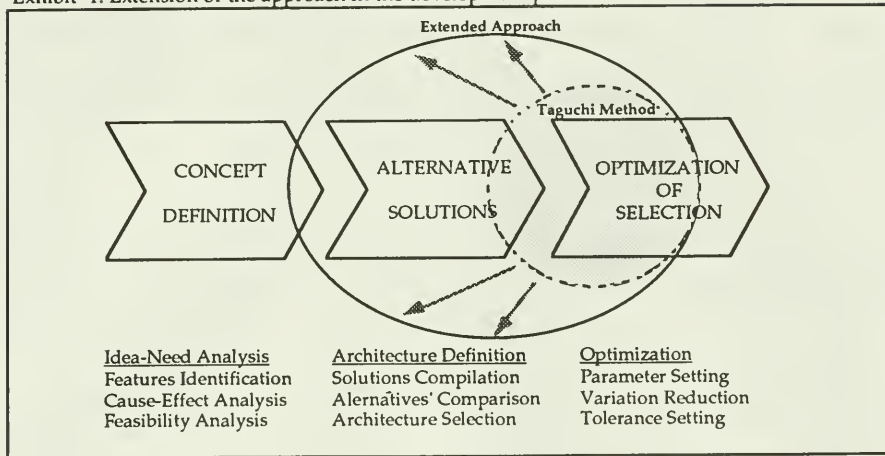 Extended Approach
Taguchi Method
CONCEPT
DEFINITION
ALTERNATIVE
SOLUTIONS
OPTIMIZATION
OF
SELECTION
Idea-Need Analysis
Features Identification
Cause-Effect Analysis
Feasibility Analysis
Architecture Definition
Solutions Compilation
Alernatives' Comparison
Architecture Selection
Optimization
Parameter Setting
Variation Reduction
Tolerance Setting